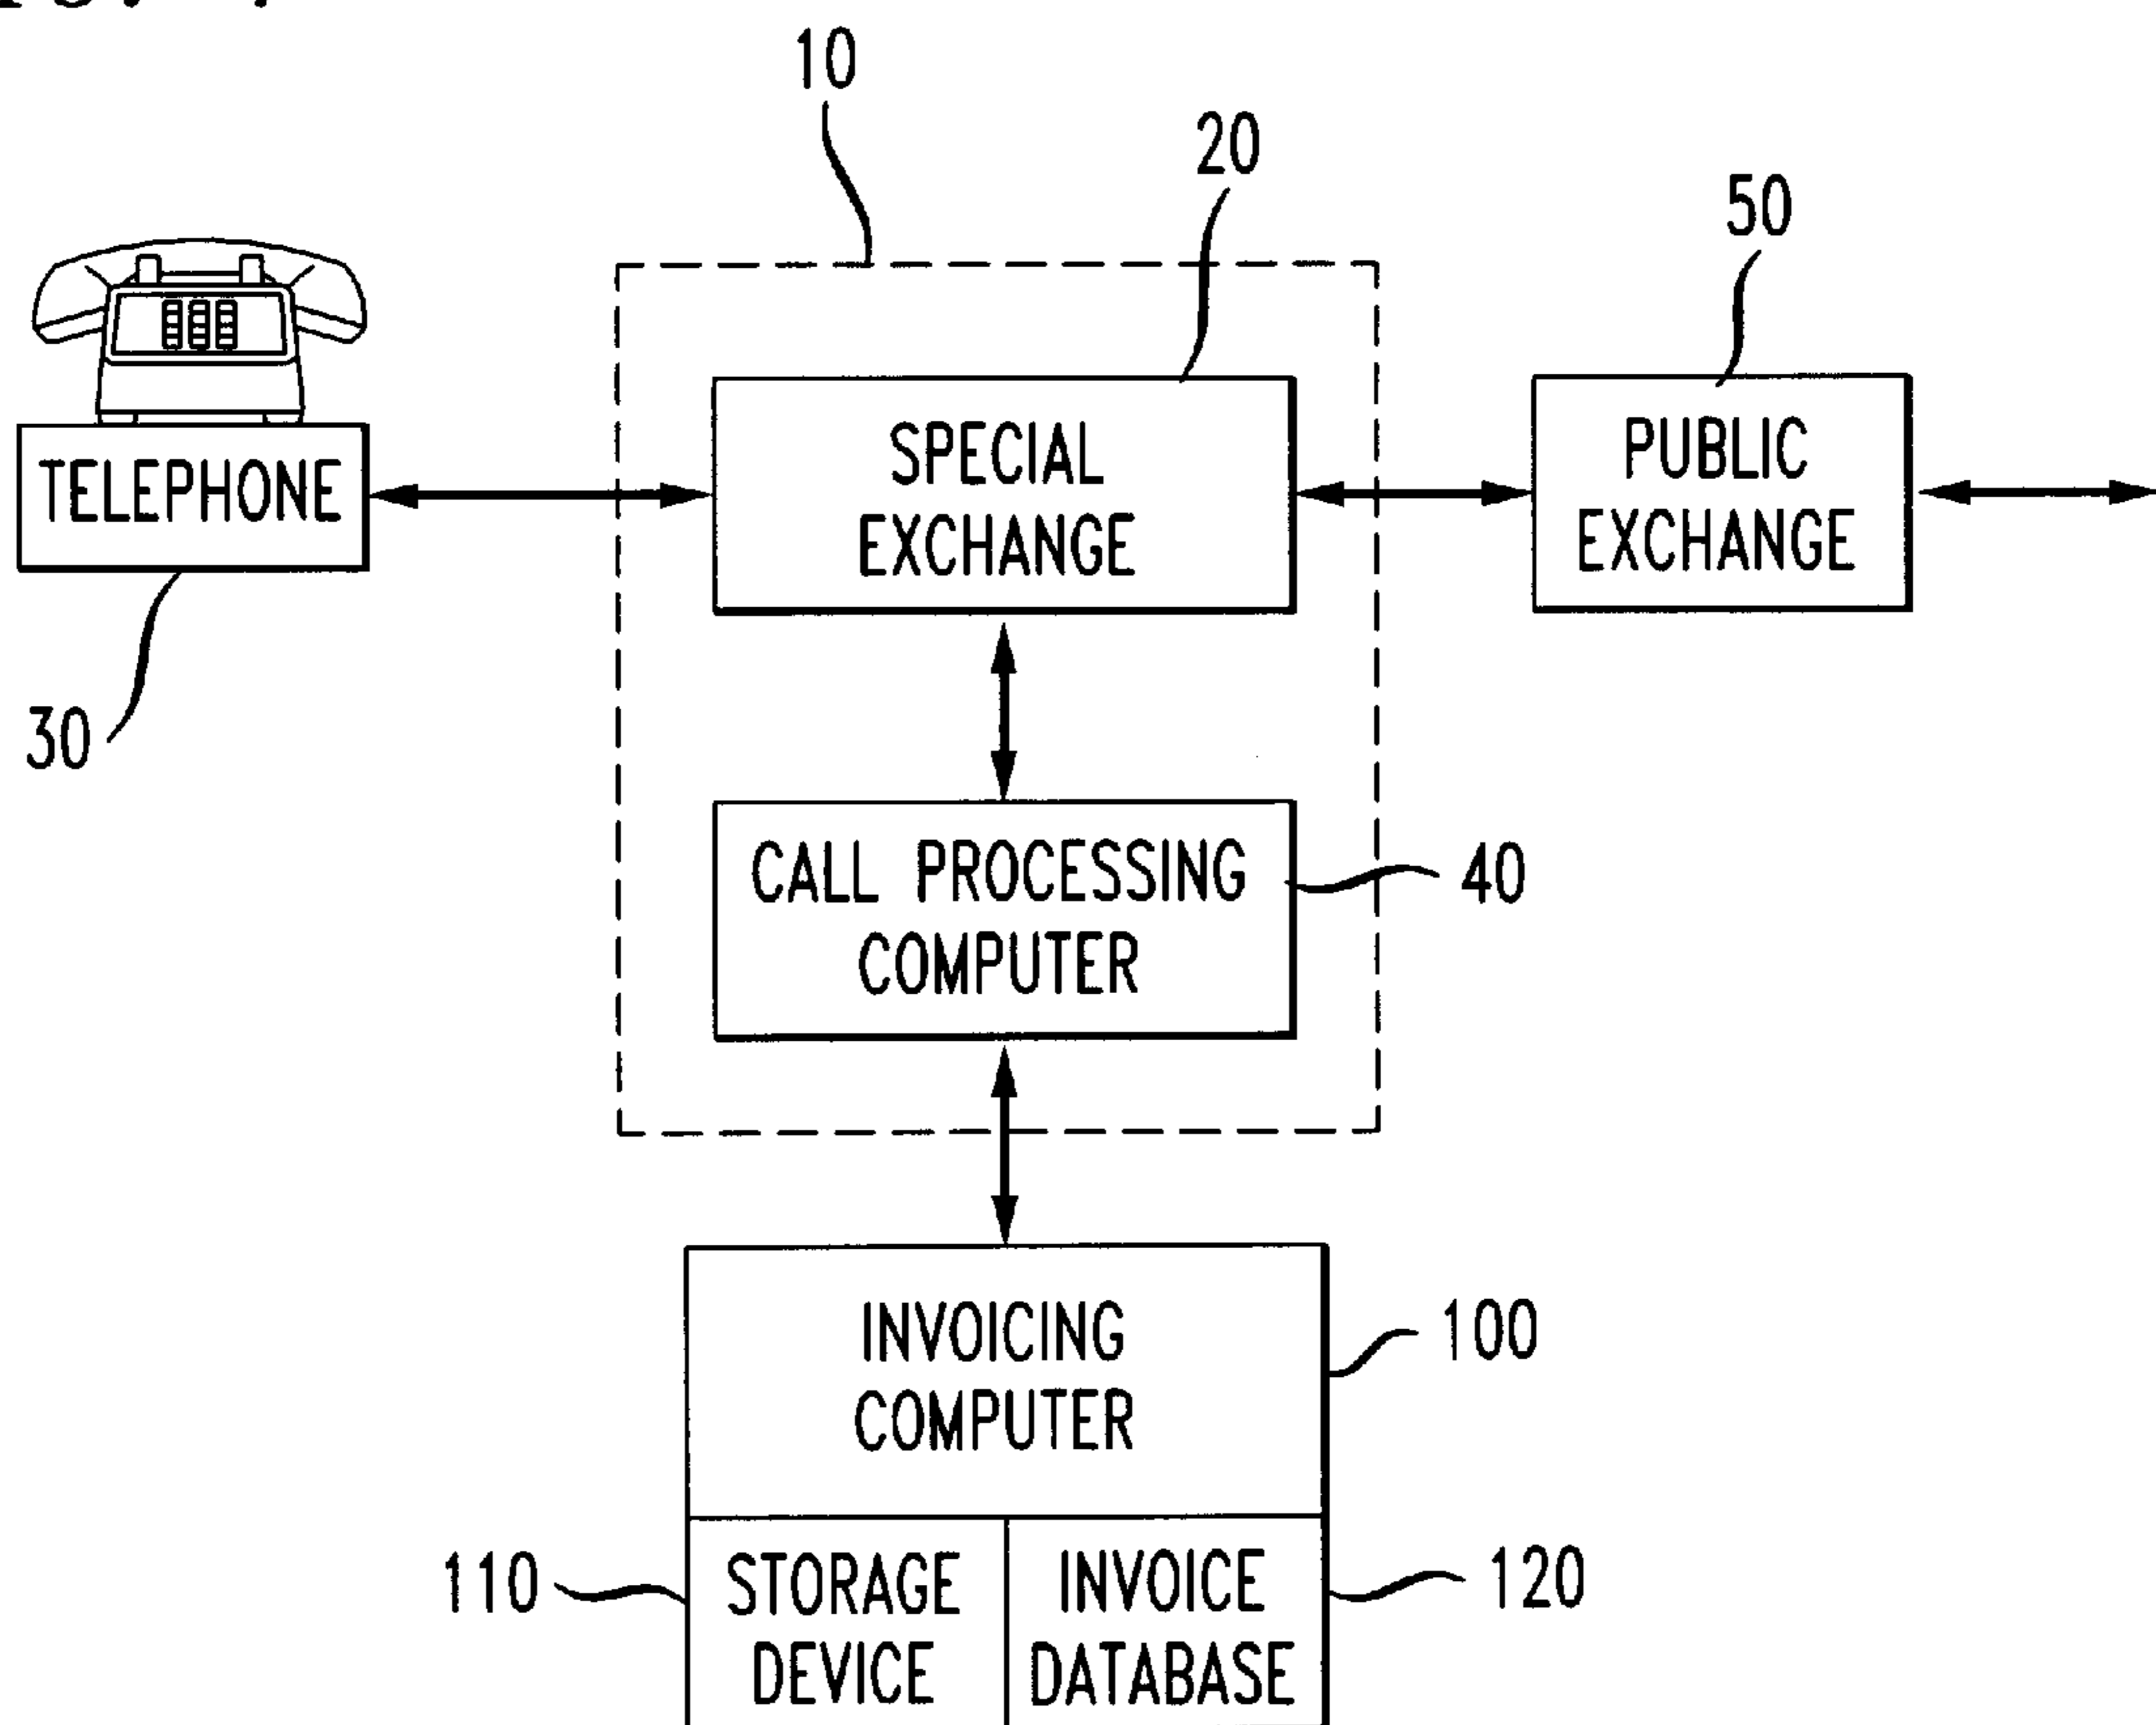 10
20
50
TELEPHONE
SPECIAL
EXCHANGE
PUBLIC
EXCHANGE
30
CALL PROCESSING
COMPUTER
40
INVOICING
COMPUTER
100
110
STORAGE
DEVICE
INVOICE
DATABASE
120